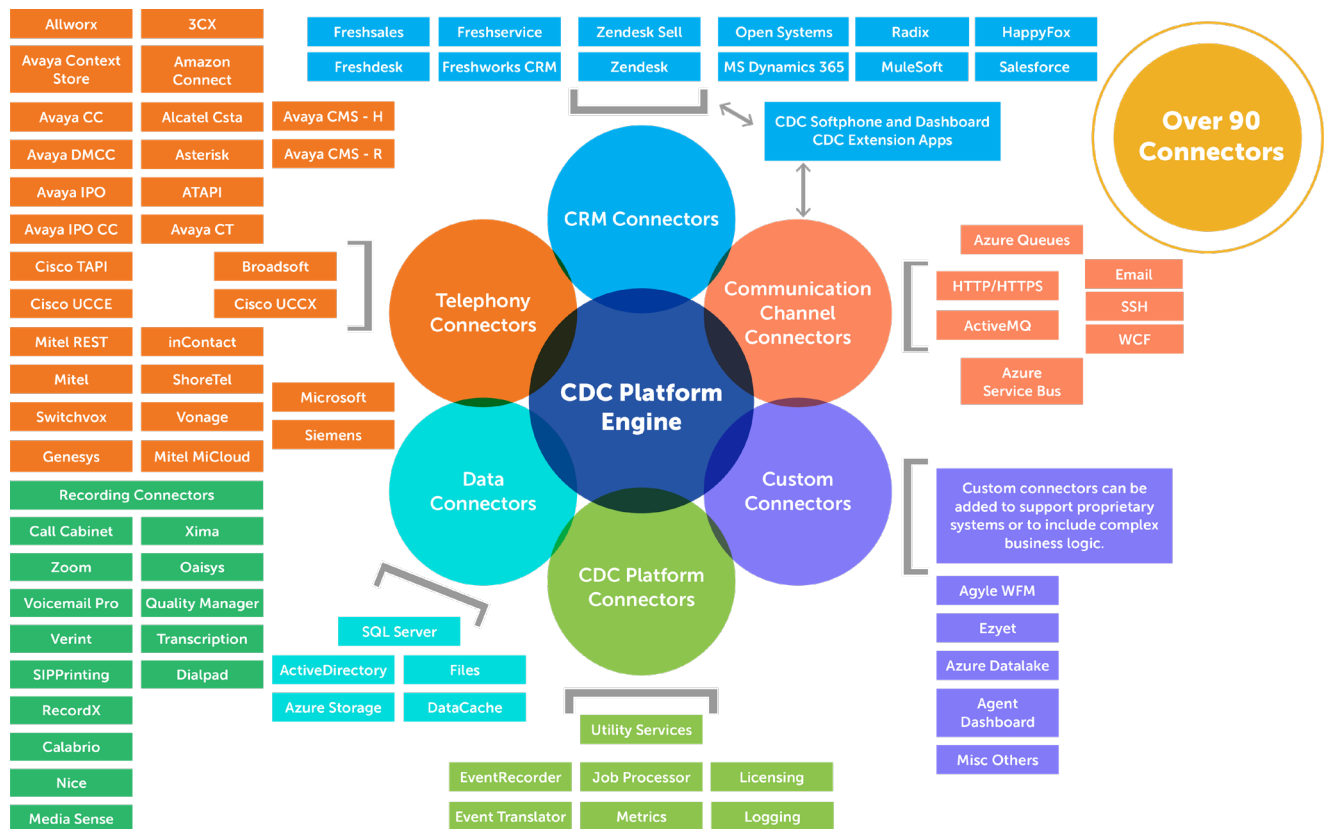 Allworx
3CX
Avaya Context
Store
Amazon
Connect
Avaya CC
Alcatel Csta
Avaya CMS - H
Avaya DMCC
Asterisk
Avaya CMS - R
Avaya IPO
ATAPI
Avaya IPO CC
Avaya CT
Cisco TAPI
Broadsoft
Cisco UCCE
Cisco UCCX
Mitel REST
inContact
Mitel
ShoreTel
Microsoft
Switchvox
Vonage
Siemens
Genesys
Mitel MiCloud
Recording Connectors
Call Cabinet
Xima
Zoom
Oaisys
Voicemail Pro
Quality Manager
Verint
Transcription
SIPPrinting
Dialpad
RecordX
Calabrio
Nice
Media Sense
Freshsales
Freshservice
Zendesk Sell
Open Systems
Radix
HappyFox
Freshdesk
Freshworks CRM
Zendesk
MS Dynamics 365
MuleSoft
Salesforce
CDC Softphone and Dashboard
CDC Extension Apps
Over 90
Connectors
CRM Connectors
Telephony
Connectors
Communication
Channel
Connectors
CDC Platform
Engine
Data
Connectors
Custom
Connectors
CDC Platform
Connectors
Azure Queues
HTTP/HTTPS
Email
SSH
ActiveMQ
WCF
Azure
Service Bus
Custom connectors can be
added to support proprietary
systems or to include complex
business logic.
Agyle WFM
Ezyet
Azure Datalake
Agent
Dashboard
Misc Others
SQL Server
ActiveDirectory
Files
Azure Storage
DataCache
Utility Services
EventRecorder
Job Processor
Licensing
Event Translator
Metrics
Logging